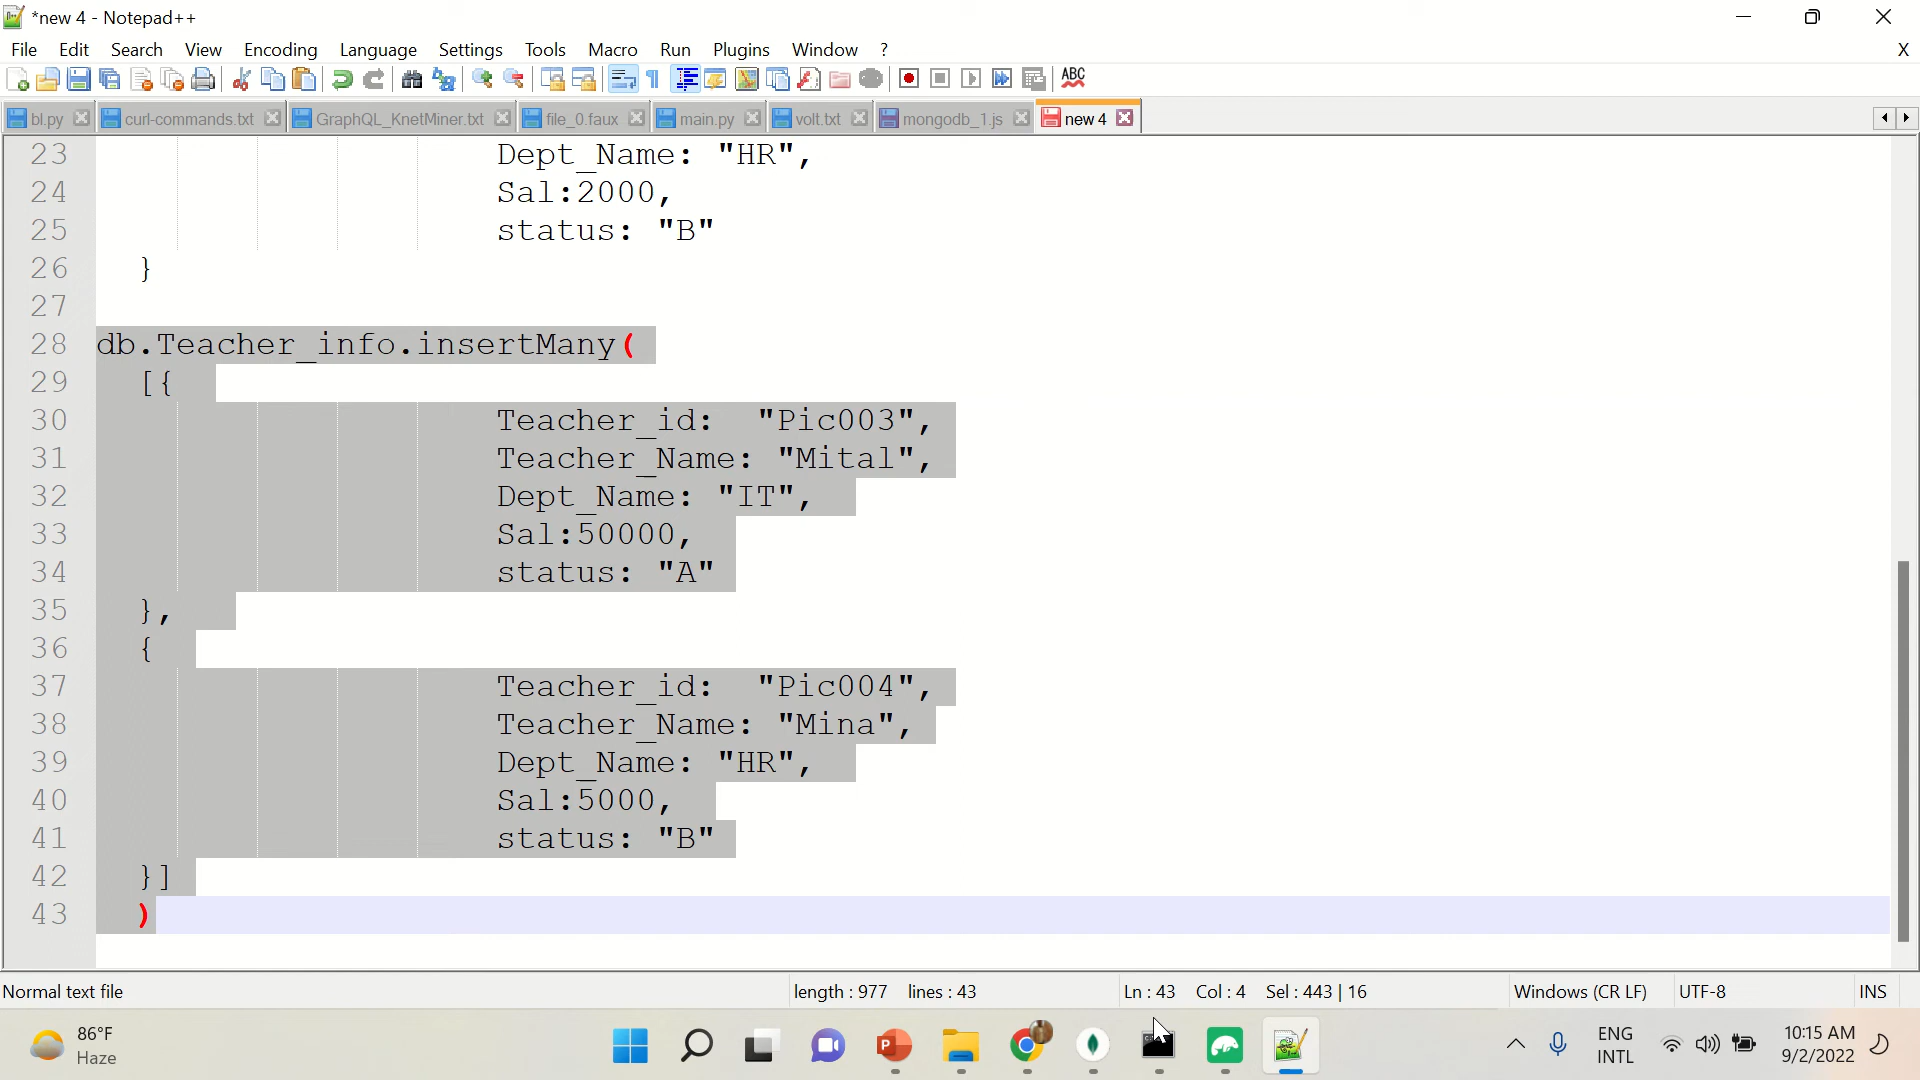 *new 4 - Notepad++
File Edit Search View Encoding Language Settings Tools Macro Run Plugins Window ? X
ABC
bl.py curl-commands.txt GraphQL_KnetMiner.txt file_0.faux main.py volt.txt mongodb_1.js new 4
23 Dept_Name: "HR",
24 Sal:2000,
25 status: "B"
26 }
27
28 db.Teacher_info.insertMany(
29 [{
30 Teacher_id: "Pic003",
31 Teacher_Name: "Mital",
32 Dept_Name: "IT",
33 Sal:50000,
34 status: "A"
35 },
36 {
37 Teacher_id: "Pic004",
38 Teacher_Name: "Mina",
39 Dept_Name: "HR",
40 Sal:5000,
41 status: "B"
42 }]
43 )
Normal text file length : 977 lines : 43 Ln : 43 Col : 4 Sel : 443 | 16 Windows (CR LF) UTF-8 INS
86°F
Haze
P
ENG
INTL
10:15 AM
9/2/2022